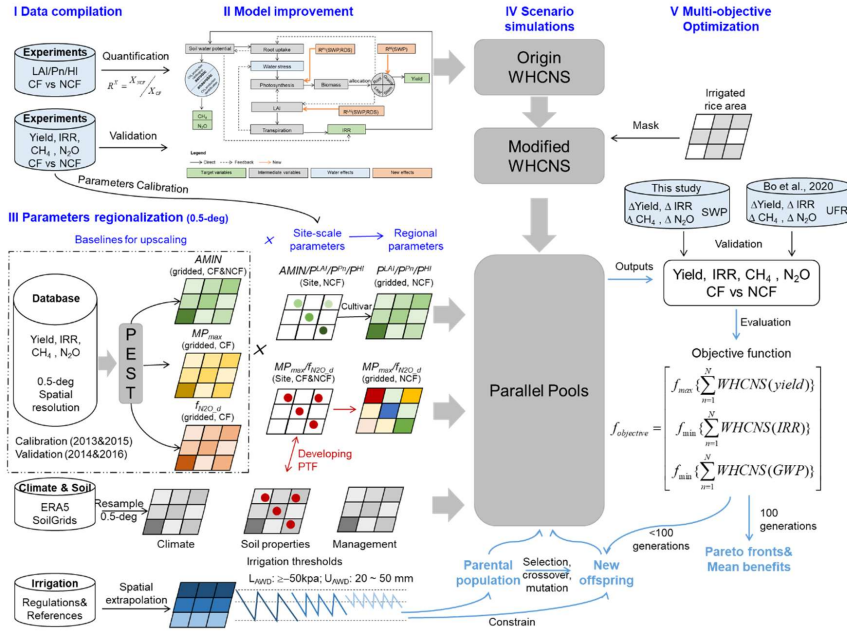 I Data compilation
II Model improvement
IV Scenario
simulations
V Multi-objective
Optimization
Experiments
LAI/Pn/HI
CF vs NCF
Quantification
R^X = X_NCF / X_CF
Experiments
Yield, IRR,
CH4 , N2O
CF vs NCF
Validation
Parameters Calibration
Soil water potential
Root uptake
Water stress
Photosynthesis
Biomass
allocation
Yield
LAI
Transpiration
IRR
CH4
N2O
Legend
Direct
Feedback
New
Target variables
Intermediate variables
Water effects
New effects
Origin
WHCNS
Modified
WHCNS
Mask
Irrigated
rice area
This study
ΔYield, Δ IRR
Δ CH4 , Δ N2O
SWP
Bo et al., 2020
ΔYield, Δ IRR
Δ CH4 , Δ N2O
UFR
Validation
III Parameters regionalization (0.5-deg)
Baselines for upscaling
×
Site-scale
parameters
Regional
parameters
Database
Yield, IRR,
CH4 , N2O
0.5-deg
Spatial
resolution
PEST
AMIN
(gridded, CF&NCF)
MPmax
(gridded, CF)
fN2O_d
(gridded, CF)
Calibration (2013&2015)
Validation (2014&2016)
×
AMIN/P^LAI/P^Pn/P^HI
(Site, NCF)
Cultivar
P^LAI/P^Pn/P^HI
(gridded, NCF)
MPmax/fN2O_d
(Site, CF&NCF)
MPmax/fN2O_d
(gridded, NCF)
Developing
PTF
Parallel Pools
Outputs
Yield, IRR, CH4 , N2O
CF vs NCF
Evaluation
Objective function
f_objective =
f_max {∑_{n=1}^{N} WHCNS(yield)}
f_min {∑_{n=1}^{N} WHCNS(IRR)}
f_min {∑_{n=1}^{N} WHCNS(GWP)}
Climate & Soil
ERA5
SoilGrids
Resample
0.5-deg
Climate
Soil properties
Management
<100
generations
100
generations
Pareto fronts&
Mean benefits
Parental
population
Selection,
crossover,
mutation
New
offspring
Irrigation
Regulations&
References
Spatial
extrapolation
Irrigation thresholds
L_AWD: ≥–50kpa; U_AWD: 20 ~ 50 mm
Constrain